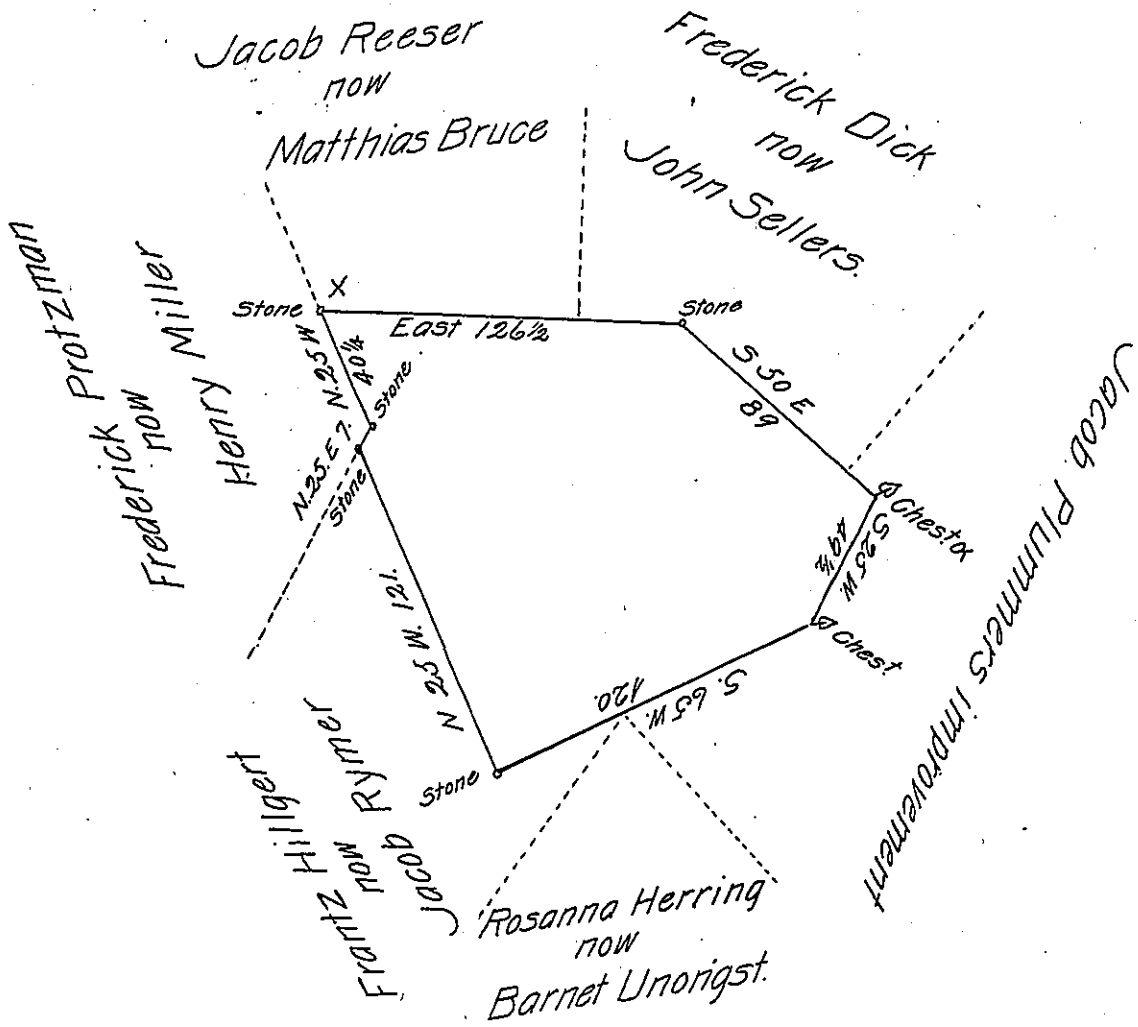 Jacob Reeser
now
Matthias Bruce
Frederick Dick
now
John Sellers.
Frederick Protzman
now
Henry Miller
Stone
X
East 126½
Stone
N. 25 W
40¼
Stone
N. 25. E 7.
Stone
S 50 E
89
Chest ox
S 25 W.
49½
Chest.
Jacob Plummers improvement
N 25 W. 121.
S. 65 W.
120.
Stone
Frantz Hillgert
now
Jacob Rymer
Rosanna Herring
now
Barnet Unongst.